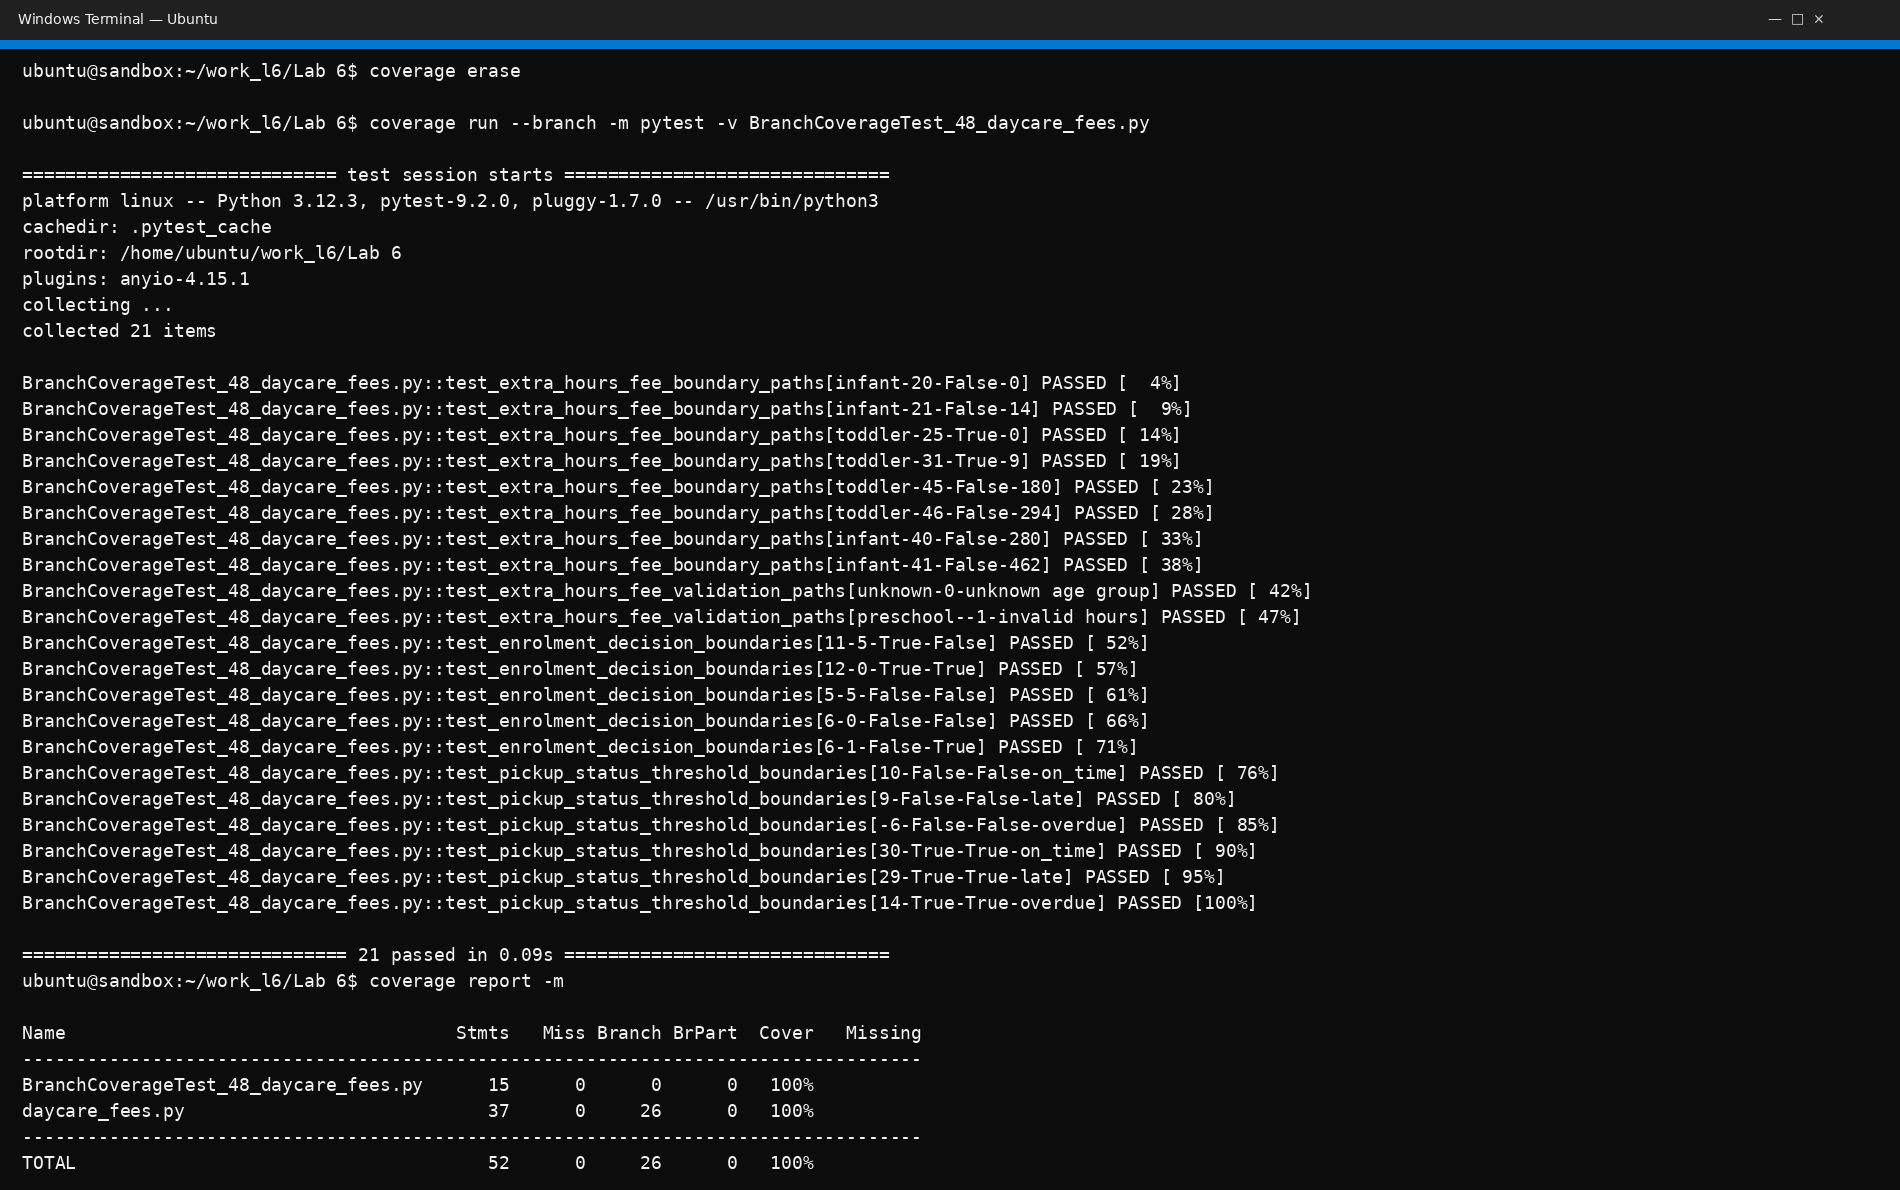 Windows Terminal — Ubuntu
ubuntu@sandbox:~/work_l6/Lab 6$ coverage erase
ubuntu@sandbox:~/work_l6/Lab 6$ coverage run --branch -m pytest -v BranchCoverageTest_48_daycare_fees.py
============================= test session starts ==============================
platform linux -- Python 3.12.3, pytest-9.2.0, pluggy-1.7.0 -- /usr/bin/python3
cachedir: .pytest_cache
rootdir: /home/ubuntu/work_l6/Lab 6
plugins: anyio-4.15.1
collecting ...
collected 21 items
BranchCoverageTest_48_daycare_fees.py::test_extra_hours_fee_boundary_paths[infant-20-False-0] PASSED [  4%]
BranchCoverageTest_48_daycare_fees.py::test_extra_hours_fee_boundary_paths[infant-21-False-14] PASSED [  9%]
BranchCoverageTest_48_daycare_fees.py::test_extra_hours_fee_boundary_paths[toddler-25-True-0] PASSED [ 14%]
BranchCoverageTest_48_daycare_fees.py::test_extra_hours_fee_boundary_paths[toddler-31-True-9] PASSED [ 19%]
BranchCoverageTest_48_daycare_fees.py::test_extra_hours_fee_boundary_paths[toddler-45-False-180] PASSED [ 23%]
BranchCoverageTest_48_daycare_fees.py::test_extra_hours_fee_boundary_paths[toddler-46-False-294] PASSED [ 28%]
BranchCoverageTest_48_daycare_fees.py::test_extra_hours_fee_boundary_paths[infant-40-False-280] PASSED [ 33%]
BranchCoverageTest_48_daycare_fees.py::test_extra_hours_fee_boundary_paths[infant-41-False-462] PASSED [ 38%]
BranchCoverageTest_48_daycare_fees.py::test_extra_hours_fee_validation_paths[unknown-0-unknown age group] PASSED [ 42%]
BranchCoverageTest_48_daycare_fees.py::test_extra_hours_fee_validation_paths[preschool--1-invalid hours] PASSED [ 47%]
BranchCoverageTest_48_daycare_fees.py::test_enrolment_decision_boundaries[11-5-True-False] PASSED [ 52%]
BranchCoverageTest_48_daycare_fees.py::test_enrolment_decision_boundaries[12-0-True-True] PASSED [ 57%]
BranchCoverageTest_48_daycare_fees.py::test_enrolment_decision_boundaries[5-5-False-False] PASSED [ 61%]
BranchCoverageTest_48_daycare_fees.py::test_enrolment_decision_boundaries[6-0-False-False] PASSED [ 66%]
BranchCoverageTest_48_daycare_fees.py::test_enrolment_decision_boundaries[6-1-False-True] PASSED [ 71%]
BranchCoverageTest_48_daycare_fees.py::test_pickup_status_threshold_boundaries[10-False-False-on_time] PASSED [ 76%]
BranchCoverageTest_48_daycare_fees.py::test_pickup_status_threshold_boundaries[9-False-False-late] PASSED [ 80%]
BranchCoverageTest_48_daycare_fees.py::test_pickup_status_threshold_boundaries[-6-False-False-overdue] PASSED [ 85%]
BranchCoverageTest_48_daycare_fees.py::test_pickup_status_threshold_boundaries[30-True-True-on_time] PASSED [ 90%]
BranchCoverageTest_48_daycare_fees.py::test_pickup_status_threshold_boundaries[29-True-True-late] PASSED [ 95%]
BranchCoverageTest_48_daycare_fees.py::test_pickup_status_threshold_boundaries[14-True-True-overdue] PASSED [100%]
============================== 21 passed in 0.09s ==============================
ubuntu@sandbox:~/work_l6/Lab 6$ coverage report -m
Name                                    Stmts   Miss Branch BrPart  Cover   Missing
-----------------------------------------------------------------------------------
BranchCoverageTest_48_daycare_fees.py      15      0      0      0   100%
daycare_fees.py                            37      0     26      0   100%
-----------------------------------------------------------------------------------
TOTAL                                      52      0     26      0   100%